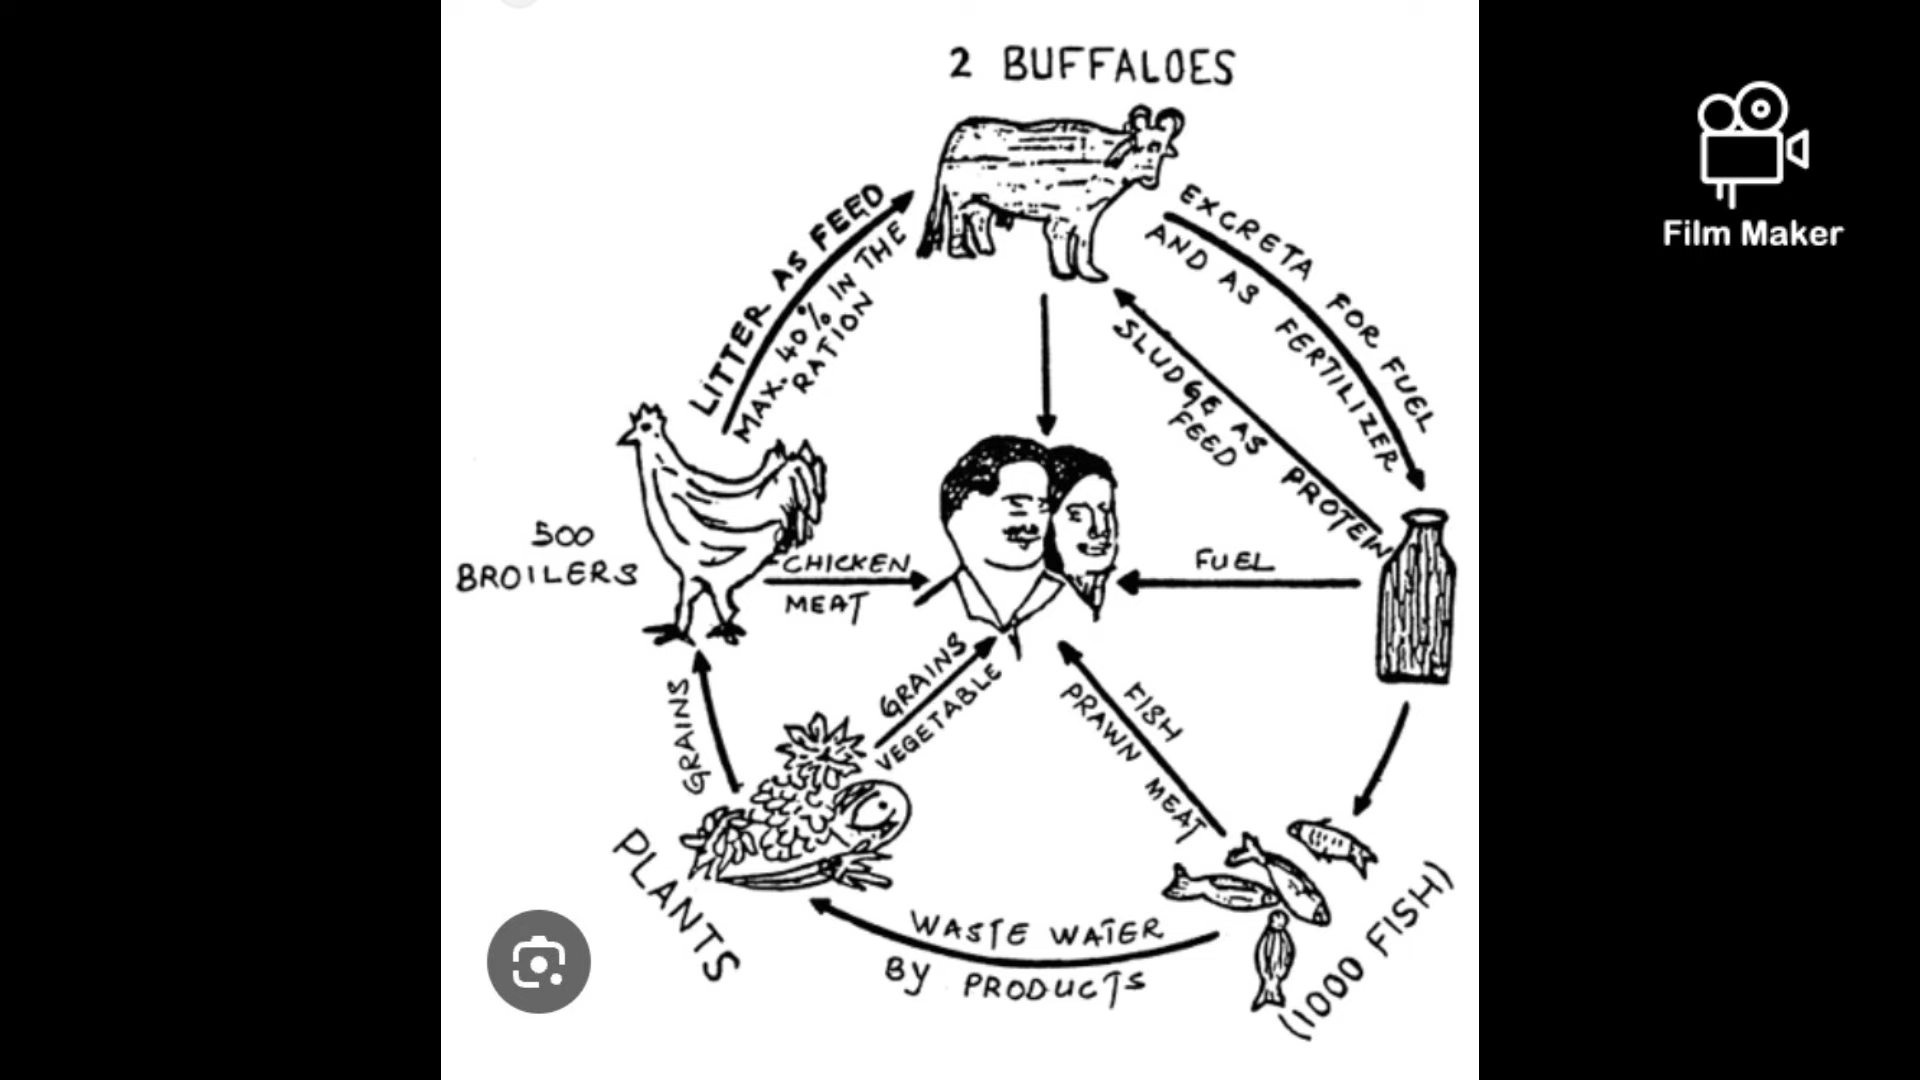 2 BUFFALOES
Film Maker
LITTER AS FEED
MAX. 40% IN THE
RATION
EXCRETA FOR FUEL
AND AS FERTILIZER
SLUDGE AS PROTEIN
FEED
500
BROILERS
CHICKEN
MEAT
FUEL
GRAINS
GRAINS
VEGETABLE
FISH
PRAWN MEAT
PLANTS
WASTE WATER
BY PRODUCTS
(1000 FISH)